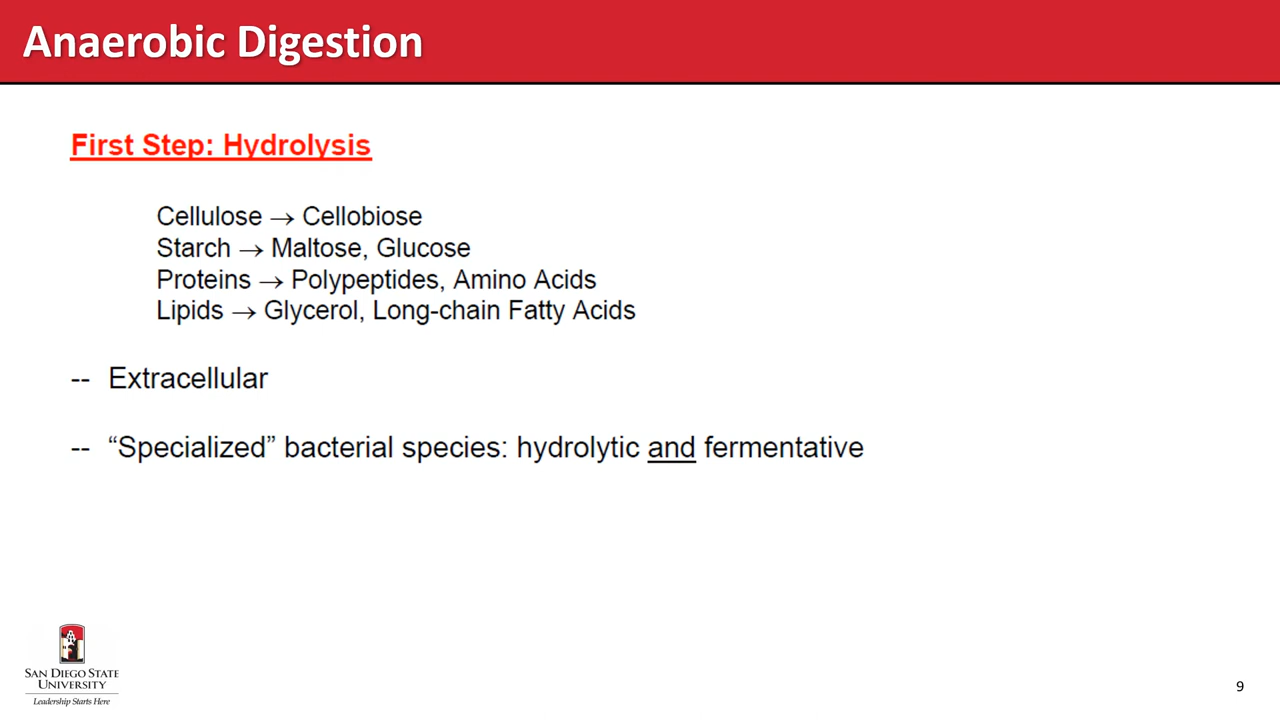 Anaerobic Digestion
First Step: Hydrolysis
Cellulose → Cellobiose
Starch → Maltose, Glucose
Proteins → Polypeptides, Amino Acids
Lipids → Glycerol, Long-chain Fatty Acids
-- Extracellular
-- “Specialized” bacterial species: hydrolytic and fermentative
SAN DIEGO STATE
UNIVERSITY
Leadership Starts Here
9